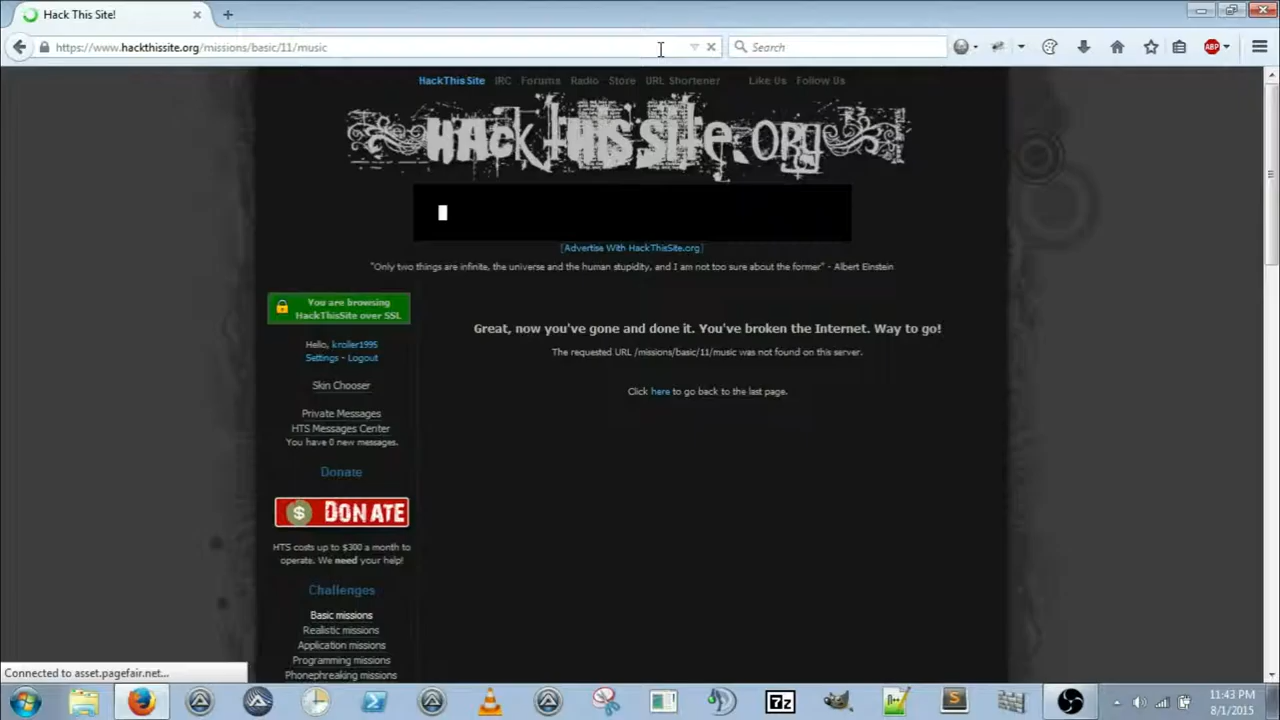 Hack This Site!
https://www.hackthissite.org/missions/basic/11/music
Search
ABP
HackThisSite IRC Forums Radio Store URL Shortener Like Us Follow Us
HACK THIS SITE.ORG
[Advertise With HackThisSite.org]
"Only two things are infinite, the universe and the human stupidity, and I am not too sure about the former" - Albert Einstein
You are browsing
HackThisSite over SSL
Hello, kroller1995
Settings - Logout
Skin Chooser
Private Messages
HTS Messages Center
You have 0 new messages.
Donate
DONATE
HTS costs up to $300 a month to
operate. We need your help!
Challenges
Basic missions
Realistic missions
Application missions
Programming missions
Phonephreaking missions
Great, now you've gone and done it. You've broken the Internet. Way to go!
The requested URL /missions/basic/11/music was not found on this server.
Click here to go back to the last page.
Connected to asset.pagefair.net...
7z
11:43 PM
8/1/2015